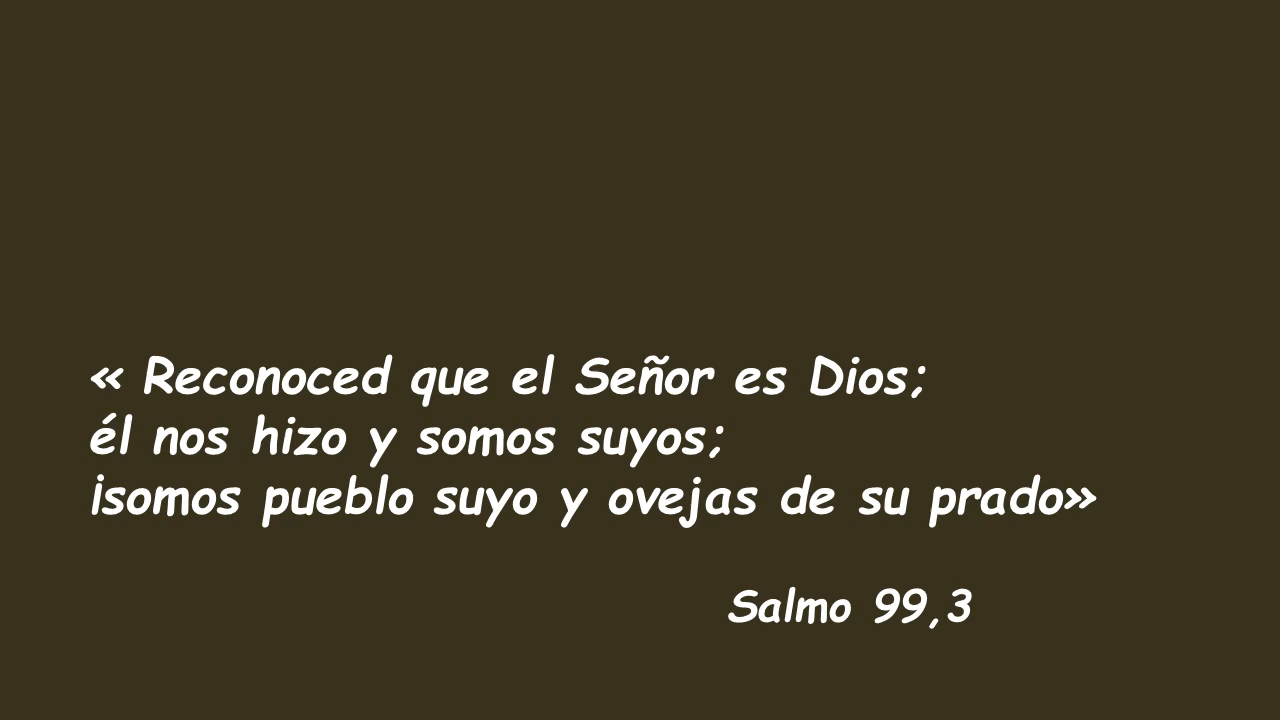 « Reconoced que el Señor es Dios;
él nos hizo y somos suyos;
¡somos pueblo suyo y ovejas de su prado»
Salmo 99,3